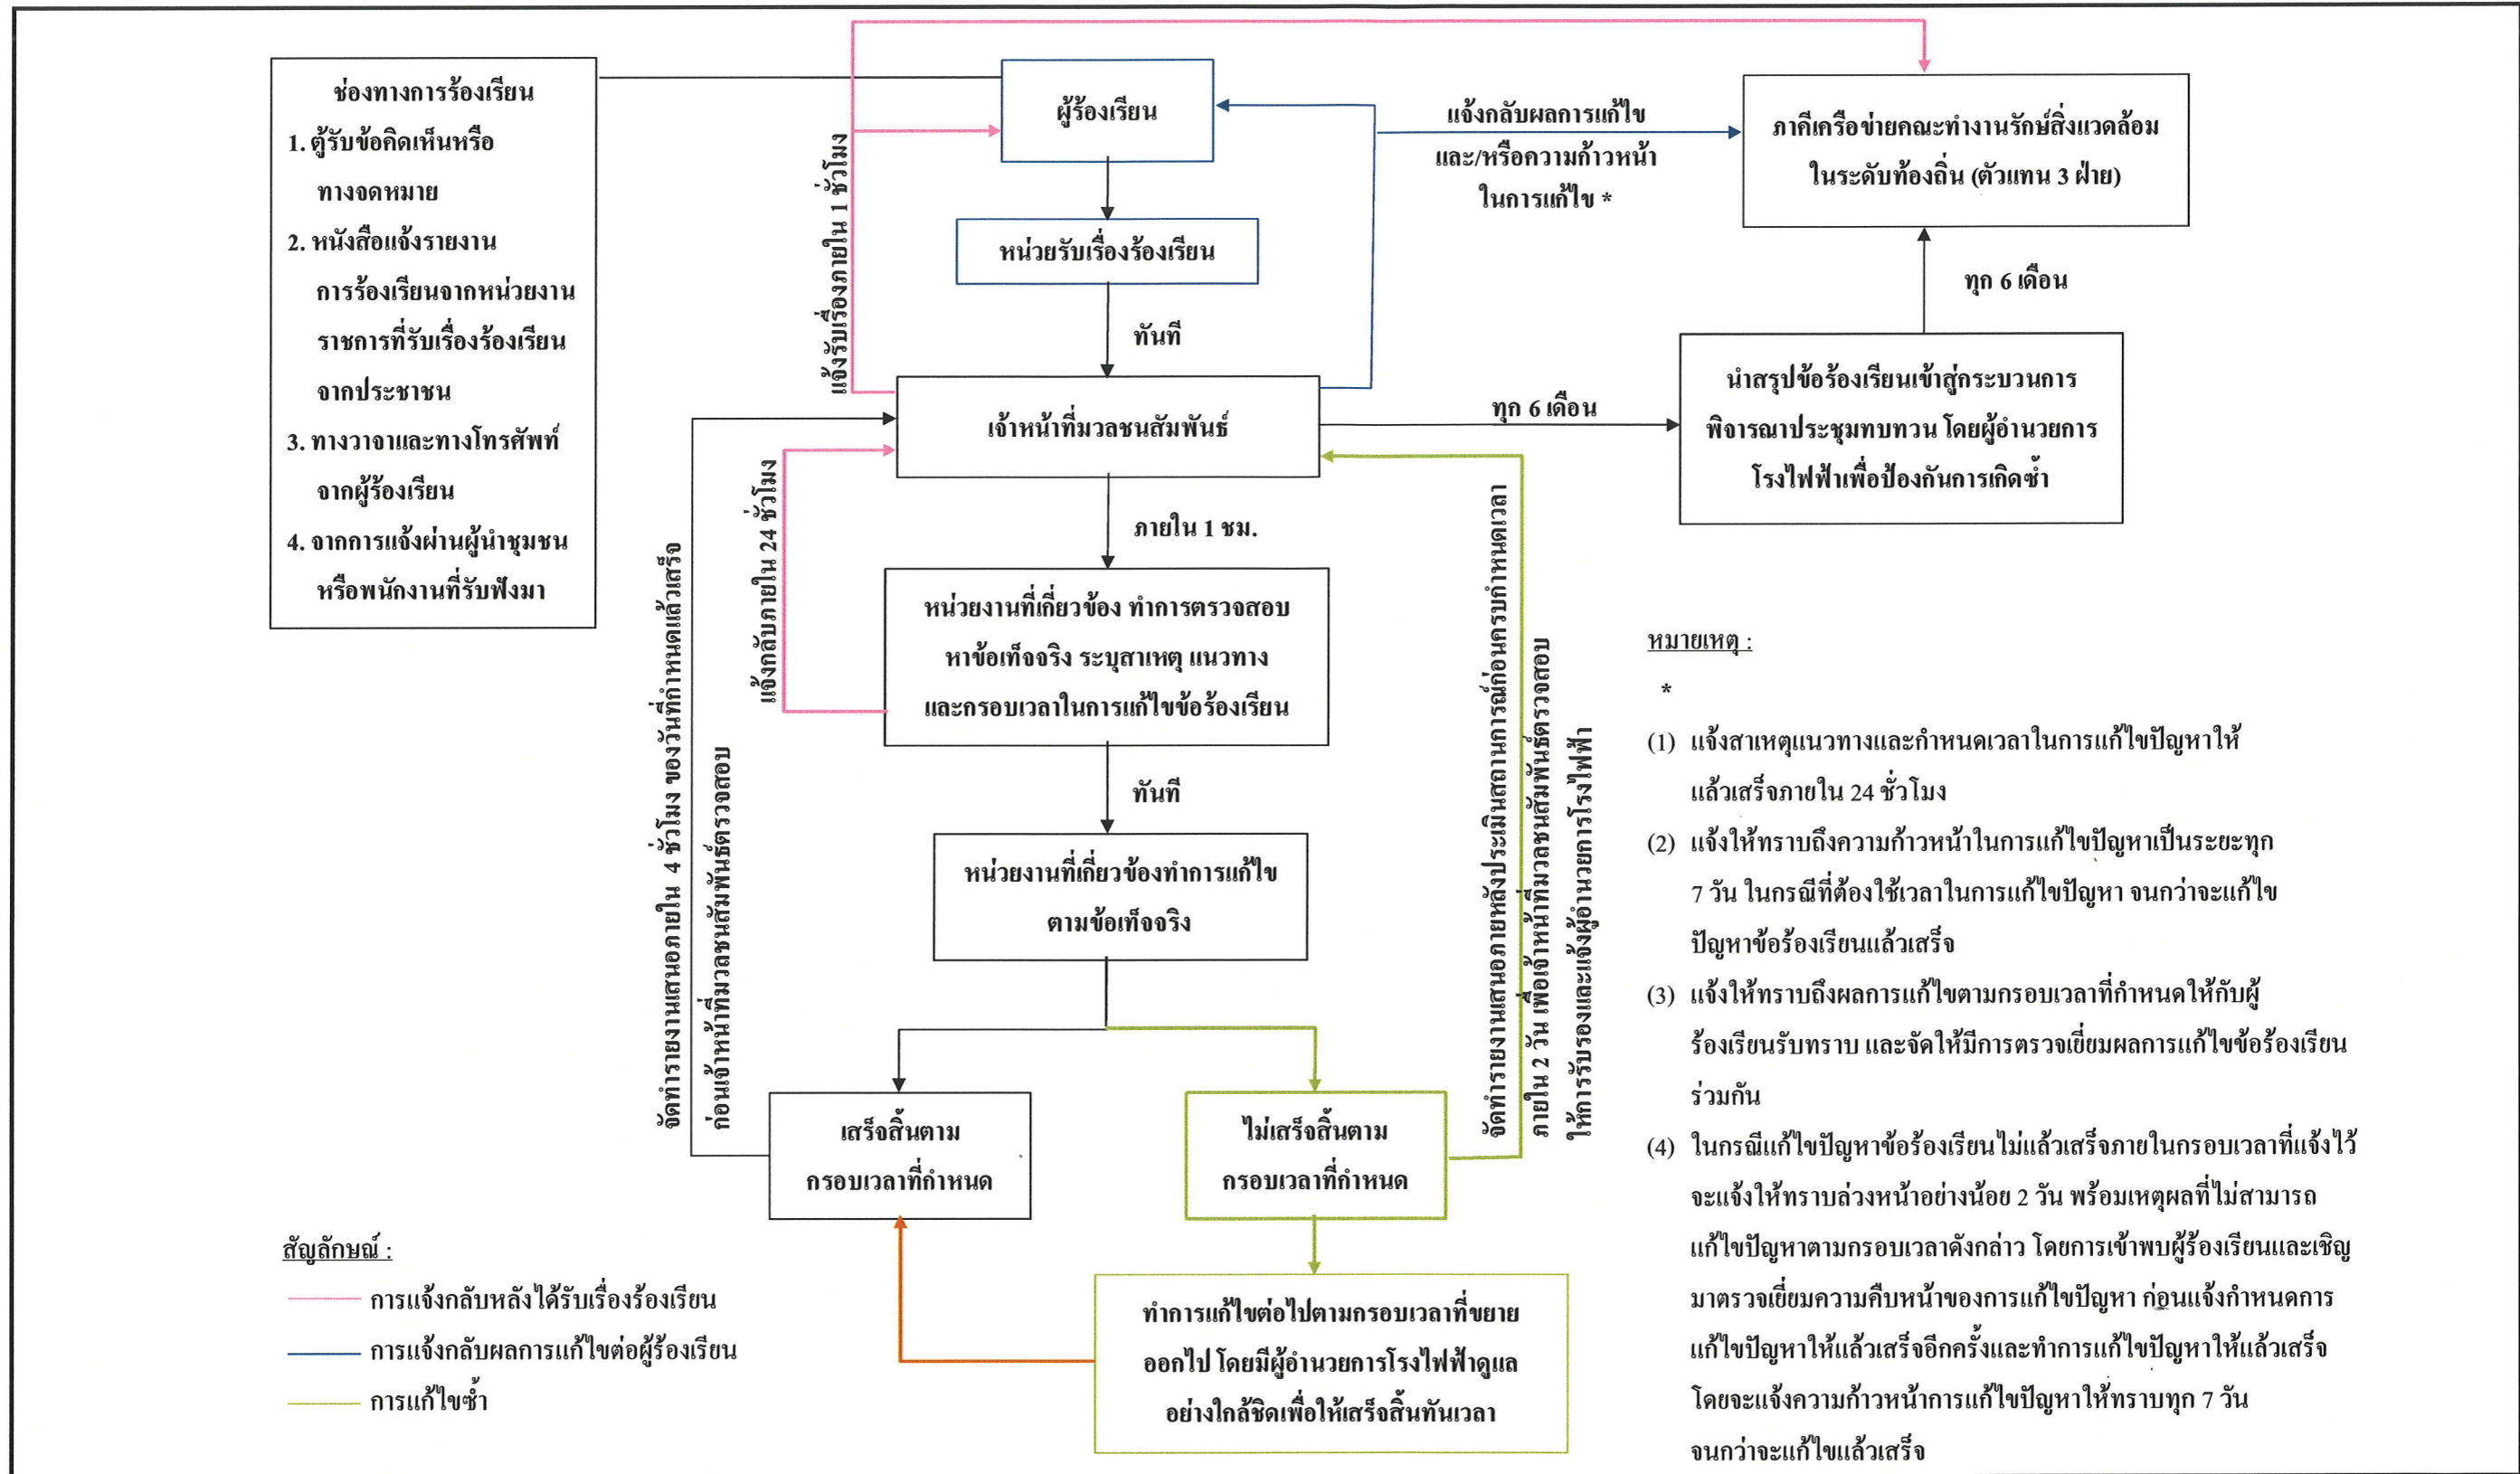 ช่องทางการร้องเรียน
1. ตู้รับข้อคิดเห็นหรือ
ทางจดหมาย
2. หนังสือแจ้งรายงาน
การร้องเรียนจากหน่วยงาน
ราชการที่รับเรื่องร้องเรียน
จากประชาชน
3. ทางวาจาและทางโทรศัพท์
จากผู้ร้องเรียน
4. จากการแจ้งผ่านผู้นำชุมชน
หรือพนักงานที่รับฟังมา
ผู้ร้องเรียน
หน่วยรับเรื่องร้องเรียน
ทันที
แจ้งรับเรื่องภายใน 1 ชั่วโมง
เจ้าหน้าที่มวลชนสัมพันธ์
แจ้งกลับผลการแก้ไข
และ/หรือความก้าวหน้า
ในการแก้ไข *
ภาคีเครือข่ายคณะทำงานรักษ์สิ่งแวดล้อม
ในระดับท้องถิ่น (ตัวแทน 3 ฝ่าย)
ทุก 6 เดือน
ทุก 6 เดือน
นำสรุปข้อร้องเรียนเข้าสู่กระบวนการ
พิจารณาประชุมทบทวน โดยผู้อำนวยการ
โรงไฟฟ้าเพื่อป้องกันการเกิดซ้ำ
ภายใน 1 ชม.
แจ้งกลับภายใน 24 ชั่วโมง
หน่วยงานที่เกี่ยวข้อง ทำการตรวจสอบ
หาข้อเท็จจริง ระบุสาเหตุ แนวทาง
และกรอบเวลาในการแก้ไขข้อร้องเรียน
ทันที
หน่วยงานที่เกี่ยวข้องทำการแก้ไข
ตามข้อเท็จจริง
จัดทำรายงานเสนอภายใน 4 ชั่วโมง ของวันที่กำหนดแล้วเสร็จ
ก่อนเจ้าหน้าที่มวลชนสัมพันธ์ตรวจสอบ
จัดทำรายงานเสนอภายหลังประเมินสถานการณ์ก่อนครบกำหนดเวลา
ภายใน 2 วัน เพื่อเจ้าหน้าที่มวลชนสัมพันธ์ตรวจสอบ
ให้การรับรองและแจ้งผู้อำนวยการโรงไฟฟ้า
เสร็จสิ้นตาม
กรอบเวลาที่กำหนด
ไม่เสร็จสิ้นตาม
กรอบเวลาที่กำหนด
ทำการแก้ไขต่อไปตามกรอบเวลาที่ขยาย
ออกไป โดยมีผู้อำนวยการโรงไฟฟ้าดูแล
อย่างใกล้ชิดเพื่อให้เสร็จสิ้นทันเวลา
สัญลักษณ์ :
การแจ้งกลับหลังได้รับเรื่องร้องเรียน
การแจ้งกลับผลการแก้ไขต่อผู้ร้องเรียน
การแก้ไขซ้ำ
หมายเหตุ :
*
(1) แจ้งสาเหตุแนวทางและกำหนดเวลาในการแก้ไขปัญหาให้
แล้วเสร็จภายใน 24 ชั่วโมง
(2) แจ้งให้ทราบถึงความก้าวหน้าในการแก้ไขปัญหาเป็นระยะทุก
7 วัน ในกรณีที่ต้องใช้เวลาในการแก้ไขปัญหา จนกว่าจะแก้ไข
ปัญหาข้อร้องเรียนแล้วเสร็จ
(3) แจ้งให้ทราบถึงผลการแก้ไขตามกรอบเวลาที่กำหนดให้กับผู้
ร้องเรียนรับทราบ และจัดให้มีการตรวจเยี่ยมผลการแก้ไขข้อร้องเรียน
ร่วมกัน
(4) ในกรณีแก้ไขปัญหาข้อร้องเรียนไม่แล้วเสร็จภายในกรอบเวลาที่แจ้งไว้
จะแจ้งให้ทราบล่วงหน้าอย่างน้อย 2 วัน พร้อมเหตุผลที่ไม่สามารถ
แก้ไขปัญหาตามกรอบเวลาดังกล่าว โดยการเข้าพบผู้ร้องเรียนและเชิญ
มาตรวจเยี่ยมความคืบหน้าของการแก้ไขปัญหา ก่อนแจ้งกำหนดการ
แก้ไขปัญหาให้แล้วเสร็จอีกครั้งและทำการแก้ไขปัญหาให้แล้วเสร็จ
โดยจะแจ้งความก้าวหน้าการแก้ไขปัญหาให้ทราบทุก 7 วัน
จนกว่าจะแก้ไขแล้วเสร็จ